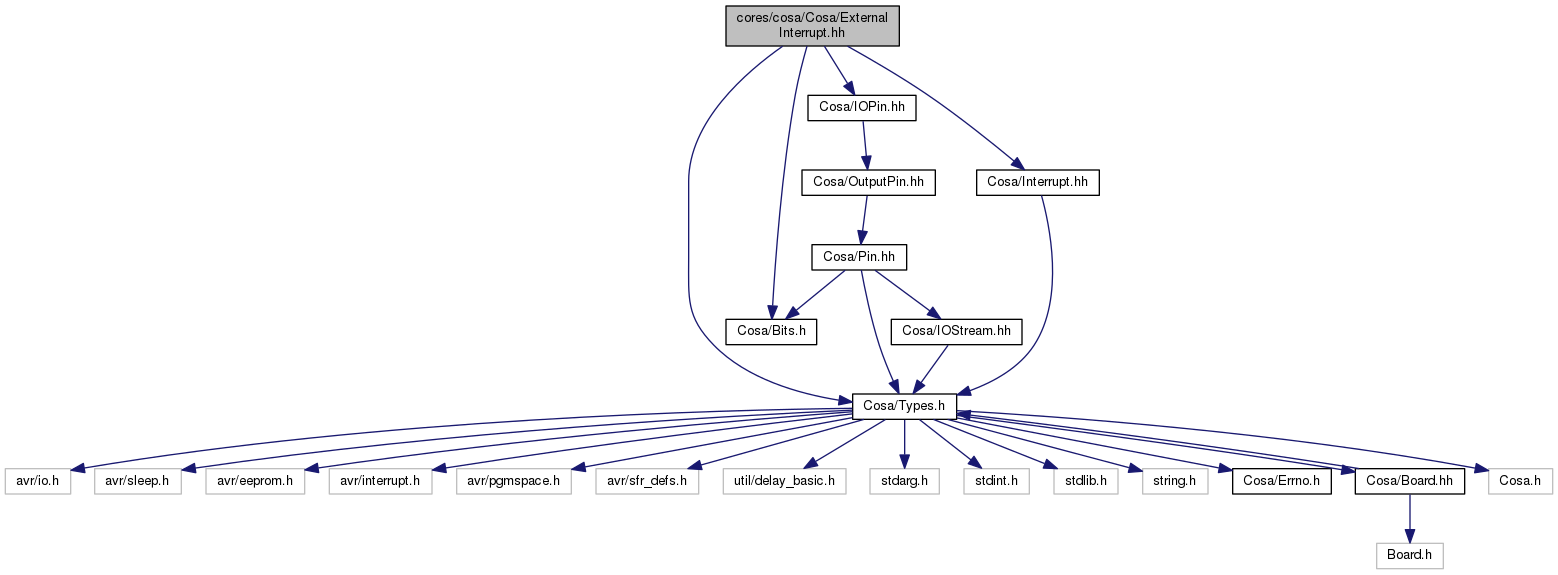 cores/cosa/Cosa/External
Interrupt.hh
Cosa/IOPin.hh
Cosa/OutputPin.hh
Cosa/Interrupt.hh
Cosa/Pin.hh
Cosa/Bits.h
Cosa/IOStream.hh
Cosa/Types.h
avr/io.h
avr/sleep.h
avr/eeprom.h
avr/interrupt.h
avr/pgmspace.h
avr/sfr_defs.h
util/delay_basic.h
stdarg.h
stdint.h
stdlib.h
string.h
Cosa/Errno.h
Cosa/Board.hh
Cosa.h
Board.h